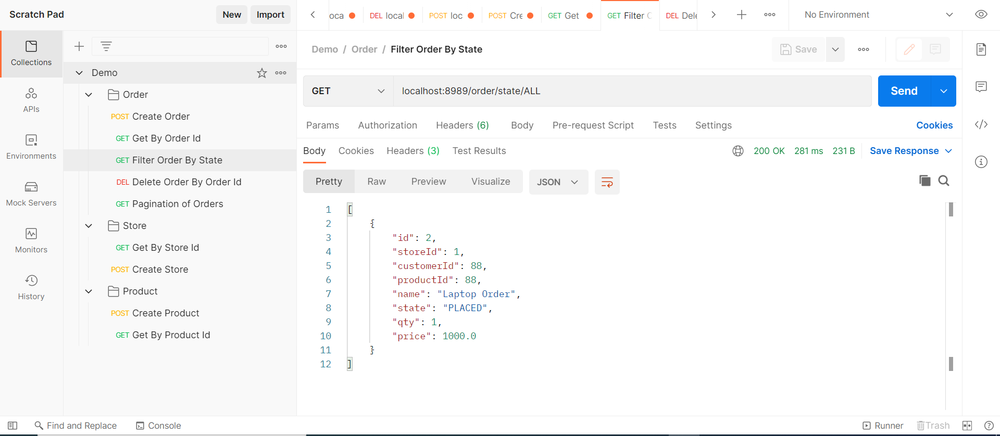 Scratch Pad
New
Import
oca
DEL local
POST loc
POST Cre
GET Get
GET Filter
DEL Dele
No Environment
Collections
APIs
Environments
Mock Servers
Monitors
History
Demo
Order
POST Create Order
GET Get By Order Id
GET Filter Order By State
DEL Delete Order By Order Id
GET Pagination of Orders
Store
GET Get By Store Id
POST Create Store
Product
POST Create Product
GET Get By Product Id
Demo / Order / Filter Order By State
Save
GET
localhost:8989/order/state/ALL
Send
Params Authorization Headers (6) Body Pre-request Script Tests Settings Cookies
Body Cookies Headers (3) Test Results
200 OK 281 ms 231 B Save Response
Pretty Raw Preview Visualize JSON
1 [
2 {
3 "id": 2,
4 "storeId": 1,
5 "customerId": 88,
6 "productId": 88,
7 "name": "Laptop Order",
8 "state": "PLACED",
9 "qty": 1,
10 "price": 1000.0
11 }
12 ]
Find and Replace
Console
Runner
Trash